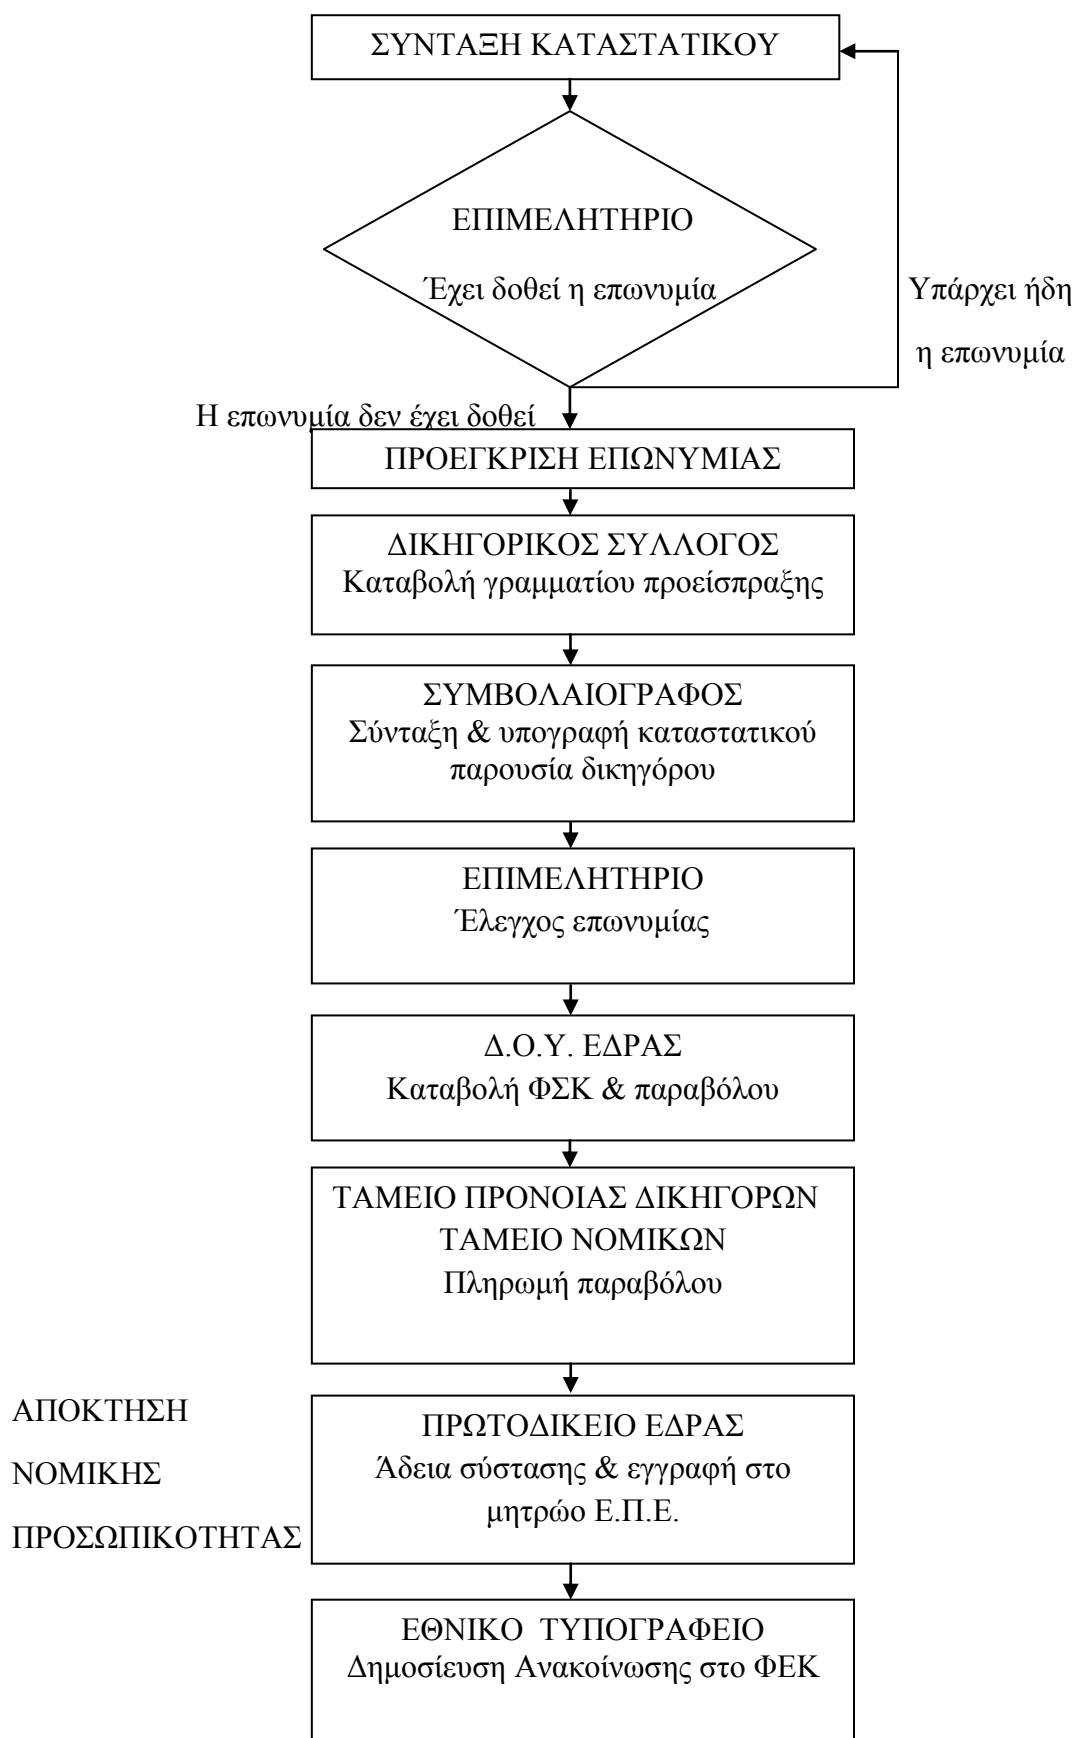 ΣΥΝΤΑΞΗ ΚΑΤΑΣΤΑΤΙΚΟΥ
ΕΠΙΜΕΛΗΤΗΡΙΟ
Έχει δοθεί η επωνυμία
Υπάρχει ήδη
η επωνυμία
Η επωνυμία δεν έχει δοθεί
ΠΡΟΕΓΚΡΙΣΗ ΕΠΩΝΥΜΙΑΣ
ΔΙΚΗΓΟΡΙΚΟΣ ΣΥΛΛΟΓΟΣ
Καταβολή γραμματίου προείσπραξης
ΣΥΜΒΟΛΑΙΟΓΡΑΦΟΣ
Σύνταξη & υπογραφή καταστατικού
παρουσία δικηγόρου
ΕΠΙΜΕΛΗΤΗΡΙΟ
Έλεγχος επωνυμίας
Δ.Ο.Υ. ΕΔΡΑΣ
Καταβολή ΦΣΚ & παραβόλου
ΤΑΜΕΙΟ ΠΡΟΝΟΙΑΣ ΔΙΚΗΓΟΡΩΝ
ΤΑΜΕΙΟ ΝΟΜΙΚΩΝ
Πληρωμή παραβόλου
ΑΠΟΚΤΗΣΗ
ΝΟΜΙΚΗΣ
ΠΡΟΣΩΠΙΚΟΤΗΤΑΣ
ΠΡΩΤΟΔΙΚΕΙΟ ΕΔΡΑΣ
Άδεια σύστασης & εγγραφή στο
μητρώο Ε.Π.Ε.
ΕΘΝΙΚΟ ΤΥΠΟΓΡΑΦΕΙΟ
Δημοσίευση Ανακοίνωσης στο ΦΕΚ